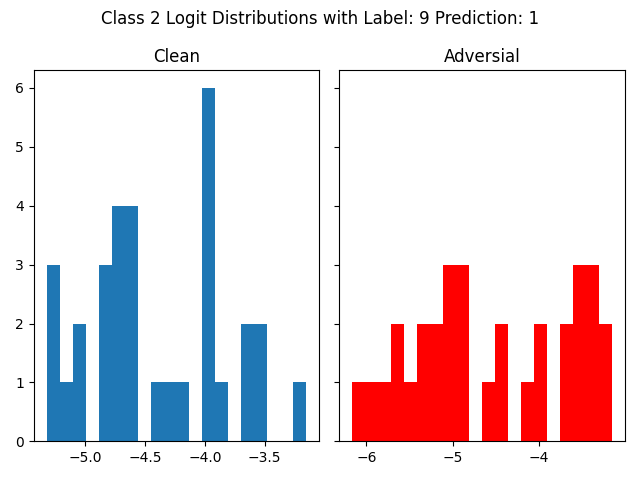 Class 2 Logit Distributions with Label: 9 Prediction: 1
Clean
Adversial
6
5
4
3
2
1
0
−5.0 −4.5 −4.0 −3.5
−6 −5 −4